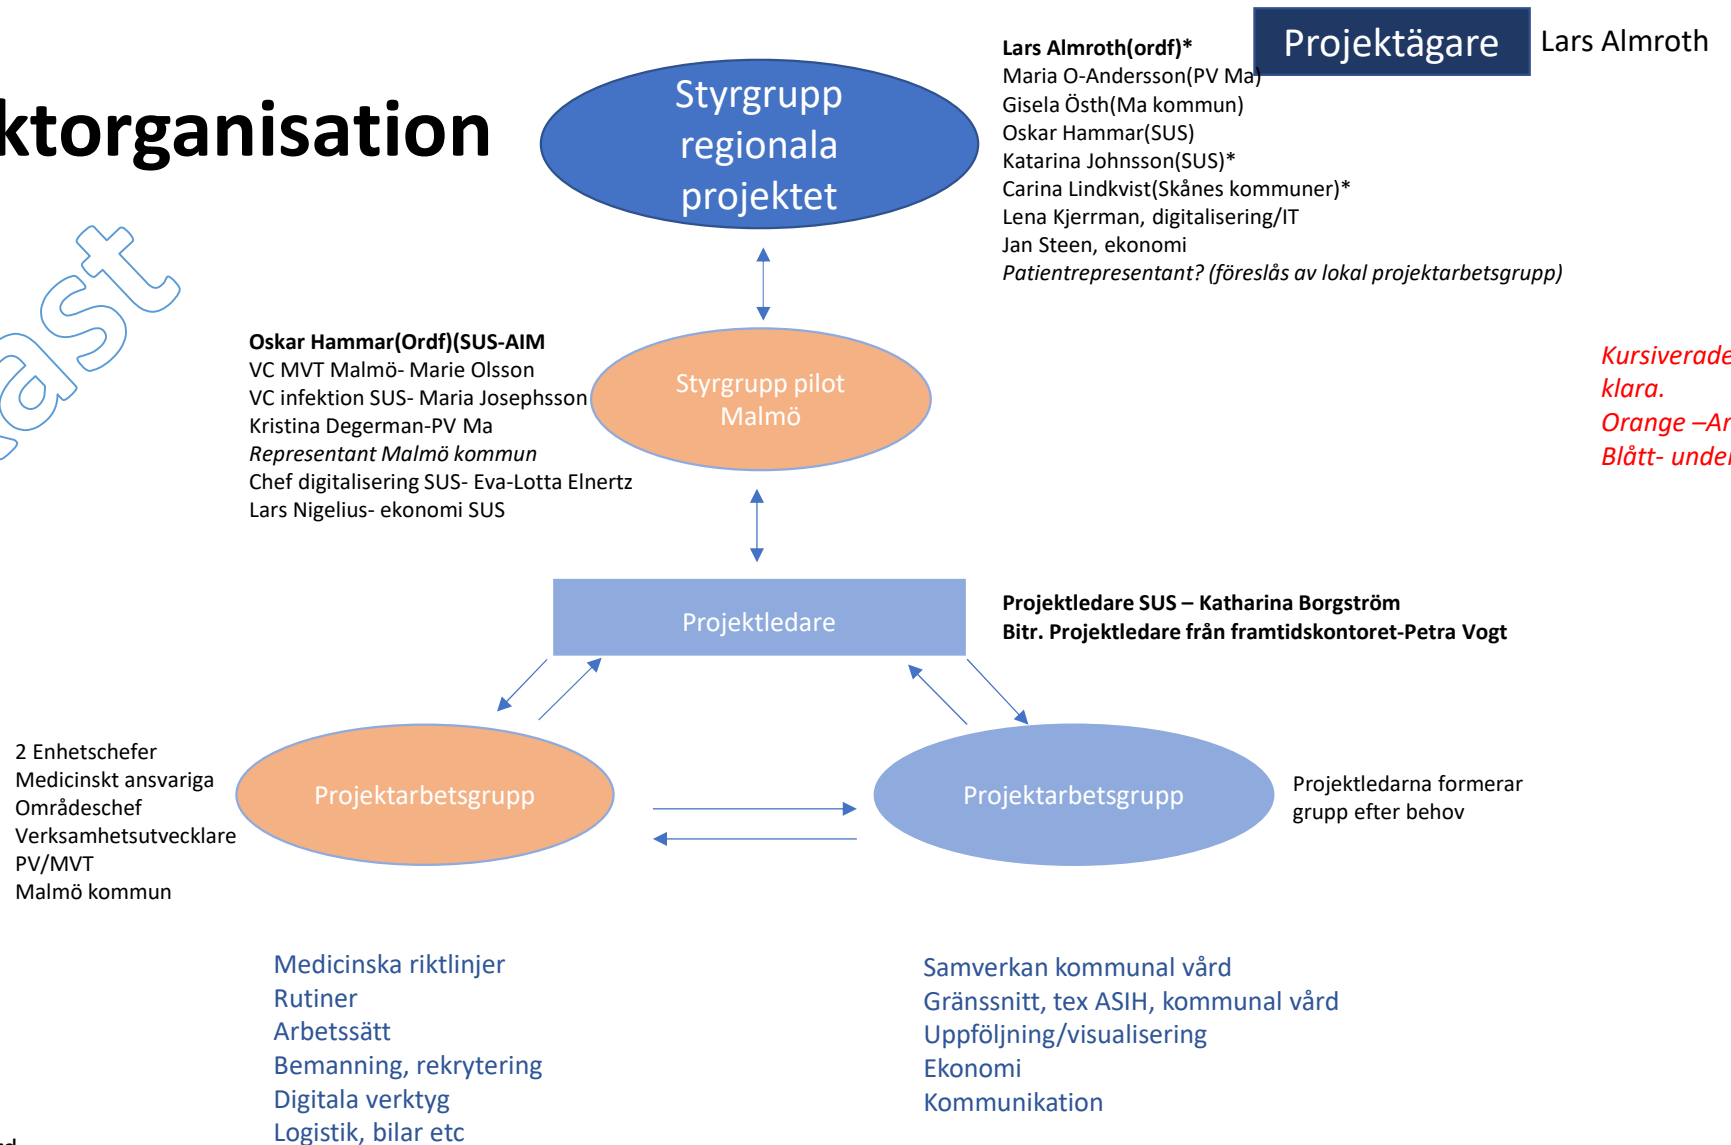 ktorganisation
Styrgrupp
regionala
projektet
Projektägare
Lars Almroth
Lars Almroth(ordf)*
Maria O-Andersson(PV Ma)
Gisela Östh(Ma kommun)
Oskar Hammar(SUS)
Katarina Johnsson(SUS)*
Carina Lindkvist(Skånes kommuner)*
Lena Kjerrman, digitalisering/IT
Jan Steen, ekonomi
Patientrepresentant? (föreslås av lokal projektarbetsgrupp)
ast
Oskar Hammar(Ordf)(SUS-AIM
VC MVT Malmö- Marie Olsson
VC infektion SUS- Maria Josephsson
Kristina Degerman-PV Ma
Representant Malmö kommun
Chef digitalisering SUS- Eva-Lotta Elnertz
Lars Nigelius- ekonomi SUS
Styrgrupp pilot
Malmö
Kursiverade
klara.
Orange –Ar
Blått- under
Projektledare
Projektledare SUS – Katharina Borgström
Bitr. Projektledare från framtidskontoret-Petra Vogt
2 Enhetschefer
Medicinskt ansvariga
Områdeschef
Verksamhetsutvecklare
PV/MVT
Malmö kommun
Projektarbetsgrupp
Projektarbetsgrupp
Projektledarna formerar
grupp efter behov
Medicinska riktlinjer
Rutiner
Arbetssätt
Bemanning, rekrytering
Digitala verktyg
Logistik, bilar etc
Samverkan kommunal vård
Gränssnitt, tex ASIH, kommunal vård
Uppföljning/visualisering
Ekonomi
Kommunikation